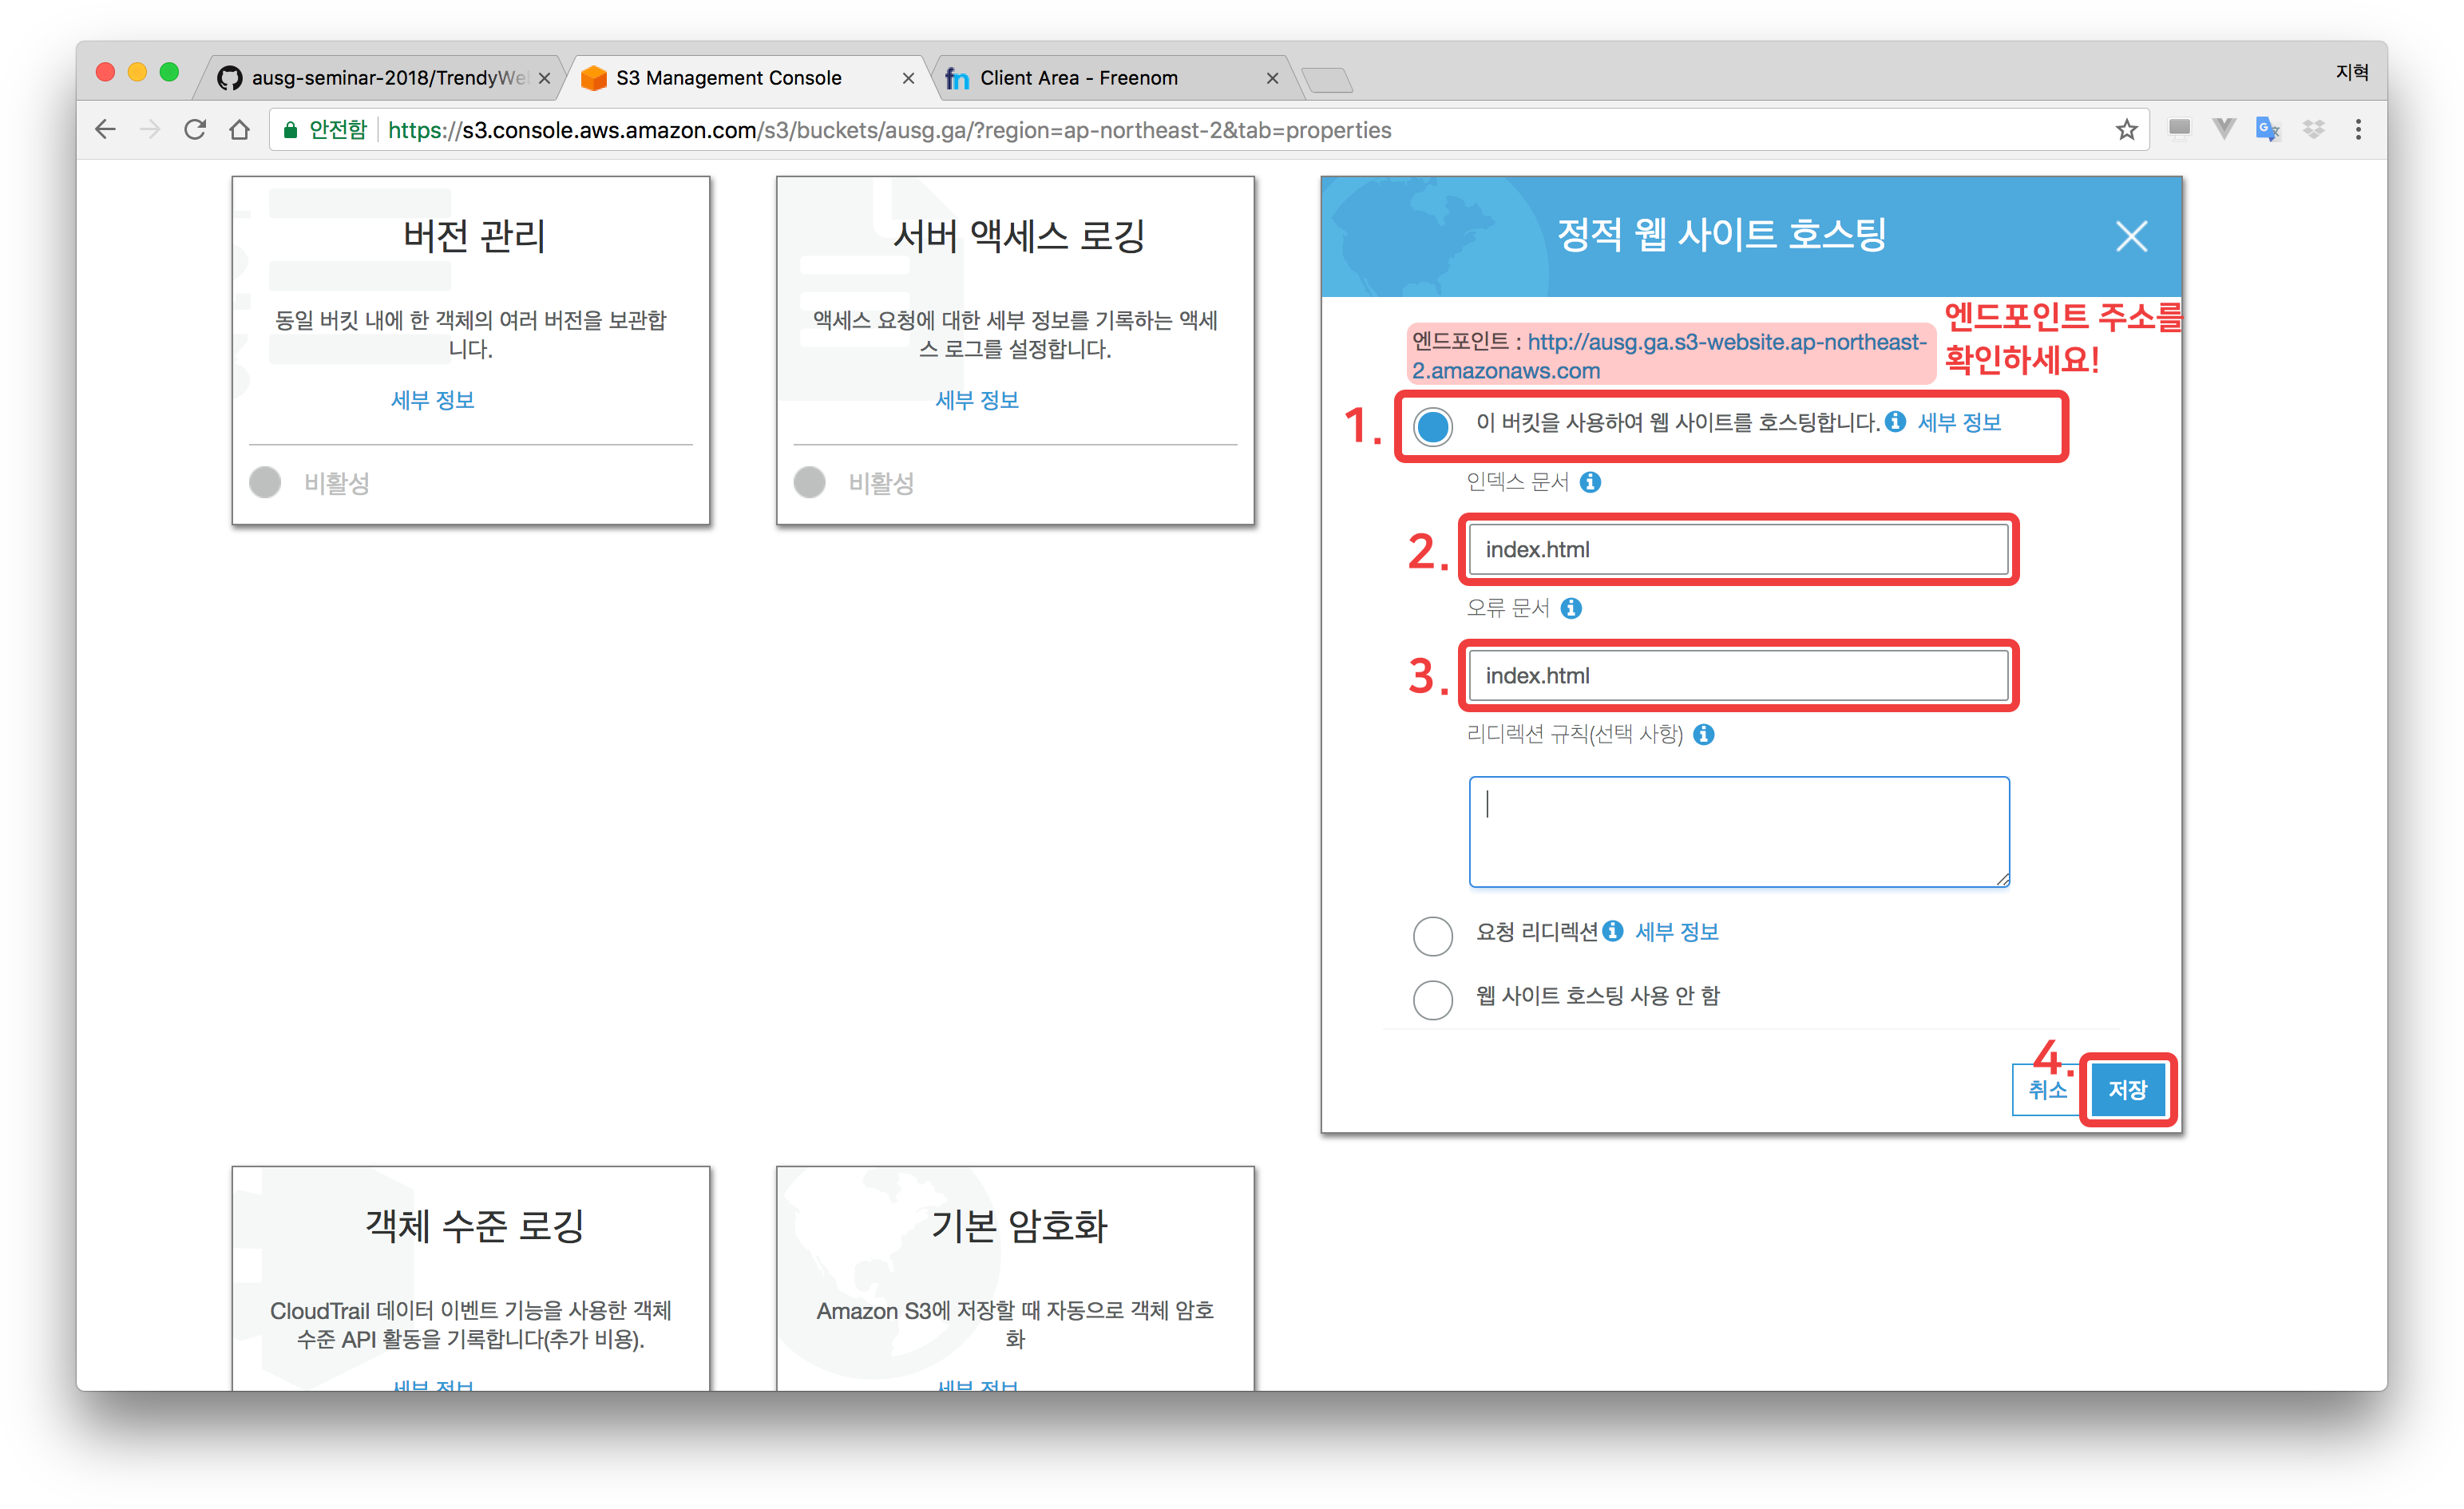 ausg-seminar-2018/TrendyWe
S3 Management Console
Client Area - Freenom
지혁
안전함
https://s3.console.aws.amazon.com/s3/buckets/ausg.ga/?region=ap-northeast-2&tab=properties
버전 관리
동일 버킷 내에 한 객체의 여러 버전을 보관합
니다.
세부 정보
비활성
서버 액세스 로깅
액세스 요청에 대한 세부 정보를 기록하는 액세
스 로그를 설정합니다.
세부 정보
비활성
정적 웹 사이트 호스팅
엔드포인트 주소를
확인하세요!
엔드포인트 : http://ausg.ga.s3-website.ap-northeast-
2.amazonaws.com
1. 이 버킷을 사용하여 웹 사이트를 호스팅합니다. 세부 정보
인덱스 문서
2. index.html
오류 문서
3. index.html
리디렉션 규칙(선택 사항)
요청 리디렉션 세부 정보
웹 사이트 호스팅 사용 안 함
4.
취소 저장
객체 수준 로깅
CloudTrail 데이터 이벤트 기능을 사용한 객체
수준 API 활동을 기록합니다(추가 비용).
세부 정보
기본 암호화
Amazon S3에 저장할 때 자동으로 객체 암호
화
세부 정보